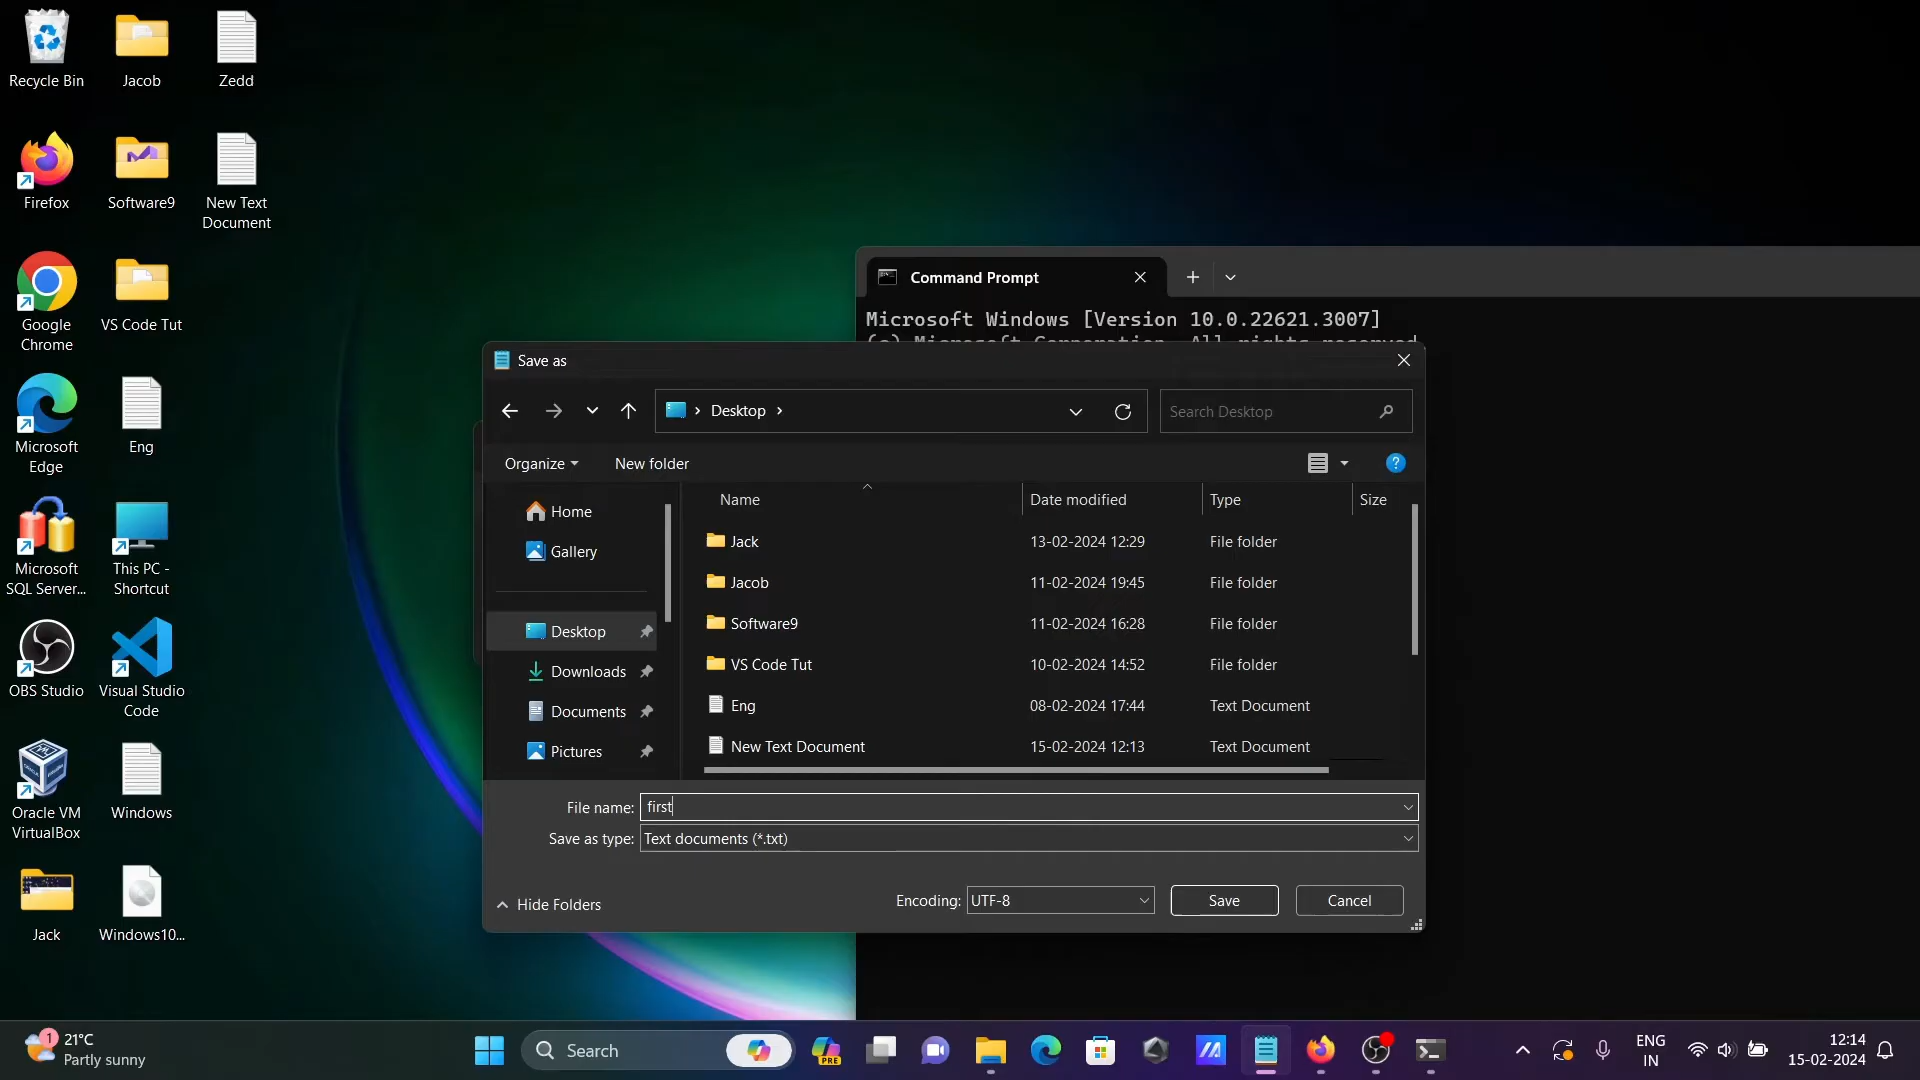 Recycle Bin
Jacob
Zedd
Firefox
Software9
New Text
Document
Google
Chrome
VS Code Tut
Microsoft
Edge
Eng
Microsoft
SQL Server...
This PC -
Shortcut
OBS Studio
Visual Studio
Code
Oracle VM
VirtualBox
Windows
Jack
Windows10...
Command Prompt
Microsoft Windows [Version 10.0.22621.3007]
(c) Microsoft Corporation. All rights reserved.
Save as
Desktop
Search Desktop
Organize
New folder
Home
Gallery
Desktop
Downloads
Documents
Pictures
Name Date modified Type Size
Jack 13-02-2024 12:29 File folder
Jacob 11-02-2024 19:45 File folder
Software9 11-02-2024 16:28 File folder
VS Code Tut 10-02-2024 14:52 File folder
Eng 08-02-2024 17:44 Text Document
New Text Document 15-02-2024 12:13 Text Document
File name: first
Save as type: Text documents (*.txt)
Hide Folders
Encoding: UTF-8
Save
Cancel
1
21°C
Partly sunny
Search
PRE
ENG
IN
12:14
15-02-2024